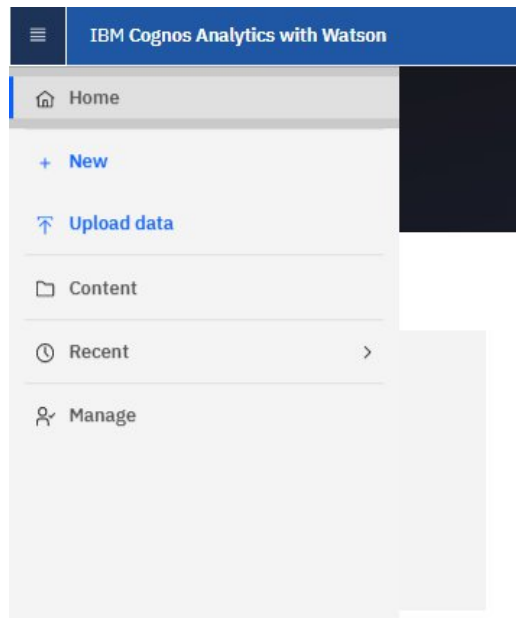 IBM Cognos Analytics with Watson
Home
+ New
Upload data
Content
Recent
Manage